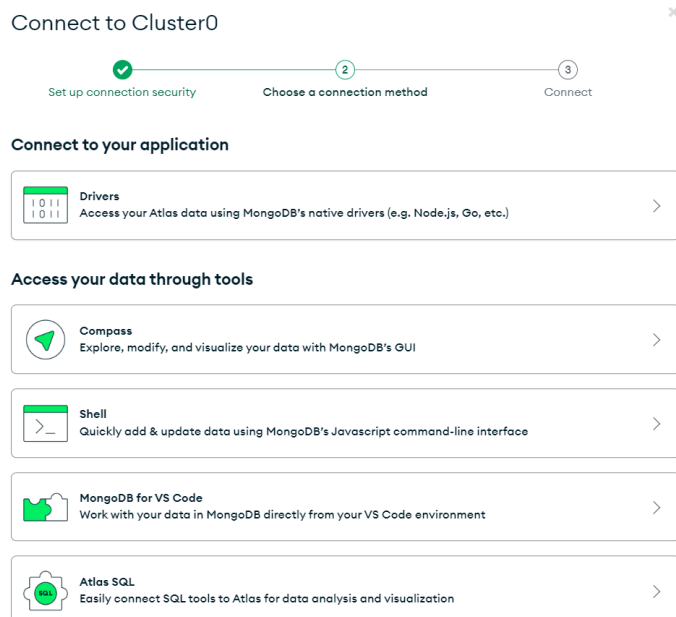 Connect to Cluster0
2
3
Set up connection security
Choose a connection method
Connect
Connect to your application
1011
1011
Drivers
Access your Atlas data using MongoDB's native drivers (e.g. Node.js, Go, etc.)
Access your data through tools
Compass
Explore, modify, and visualize your data with MongoDB's GUI
Shell
Quickly add & update data using MongoDB's Javascript command-line interface
MongoDB for VS Code
Work with your data in MongoDB directly from your VS Code environment
SQL
Atlas SQL
Easily connect SQL tools to Atlas for data analysis and visualization